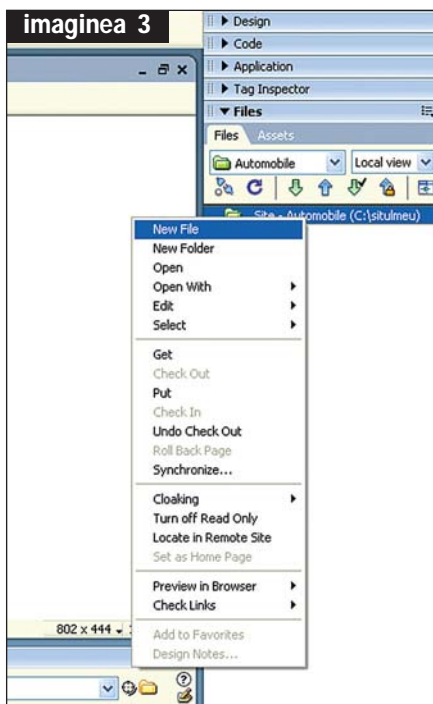 imaginea 3
Design
Code
Application
Tag Inspector
Files
Files Assets
Automobile Local view
Site - Automobile (C:\situlmeu)
New File
New Folder
Open
Open With
Edit
Select
Get
Check Out
Put
Check In
Undo Check Out
Roll Back Page
Synchronize...
Cloaking
Turn off Read Only
Locate in Remote Site
Set as Home Page
Preview in Browser
Check Links
Add to Favorites
Design Notes...
802 x 444